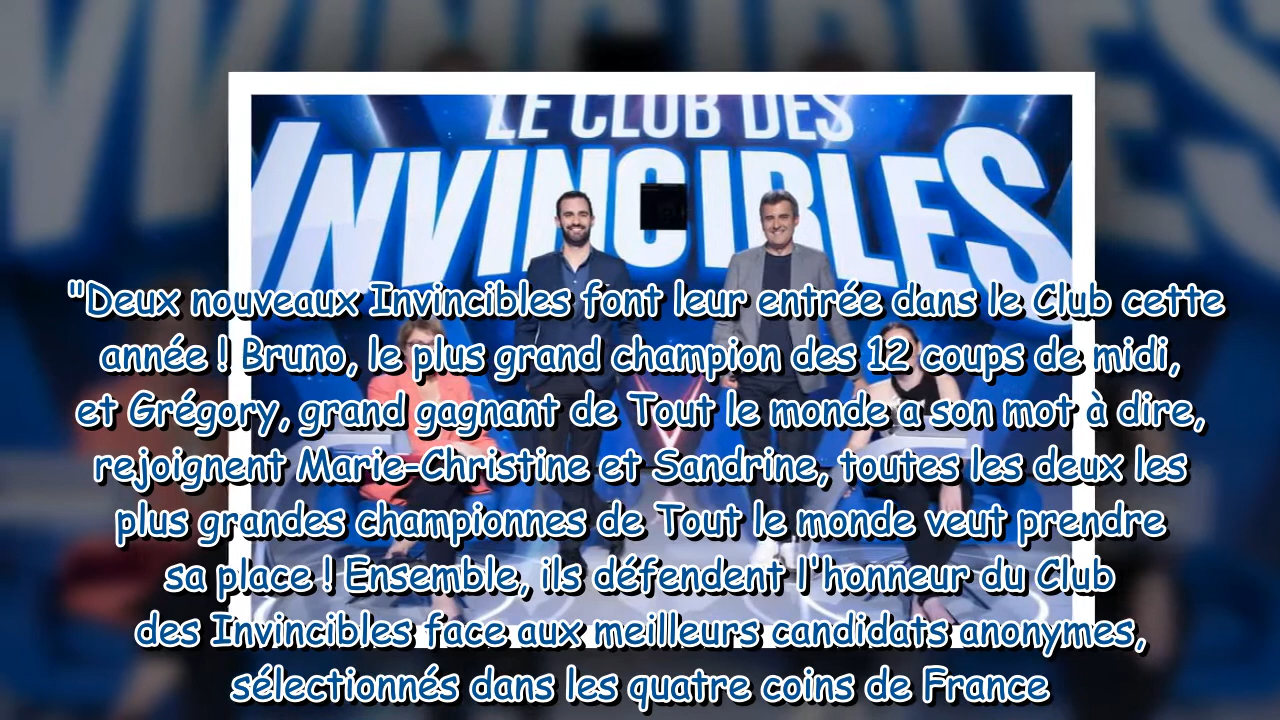 LE CLUB DES
INVINCIBLES
"Deux nouveaux Invincibles font leur entrée dans le Club cette
année ! Bruno, le plus grand champion des 12 coups de midi,
et Grégory, grand gagnant de Tout le monde a son mot à dire,
rejoignent Marie-Christine et Sandrine, toutes les deux les
plus grandes championnes de Tout le monde veut prendre
sa place ! Ensemble, ils défendent l'honneur du Club
des Invincibles face aux meilleurs candidats anonymes,
sélectionnés dans les quatre coins de France